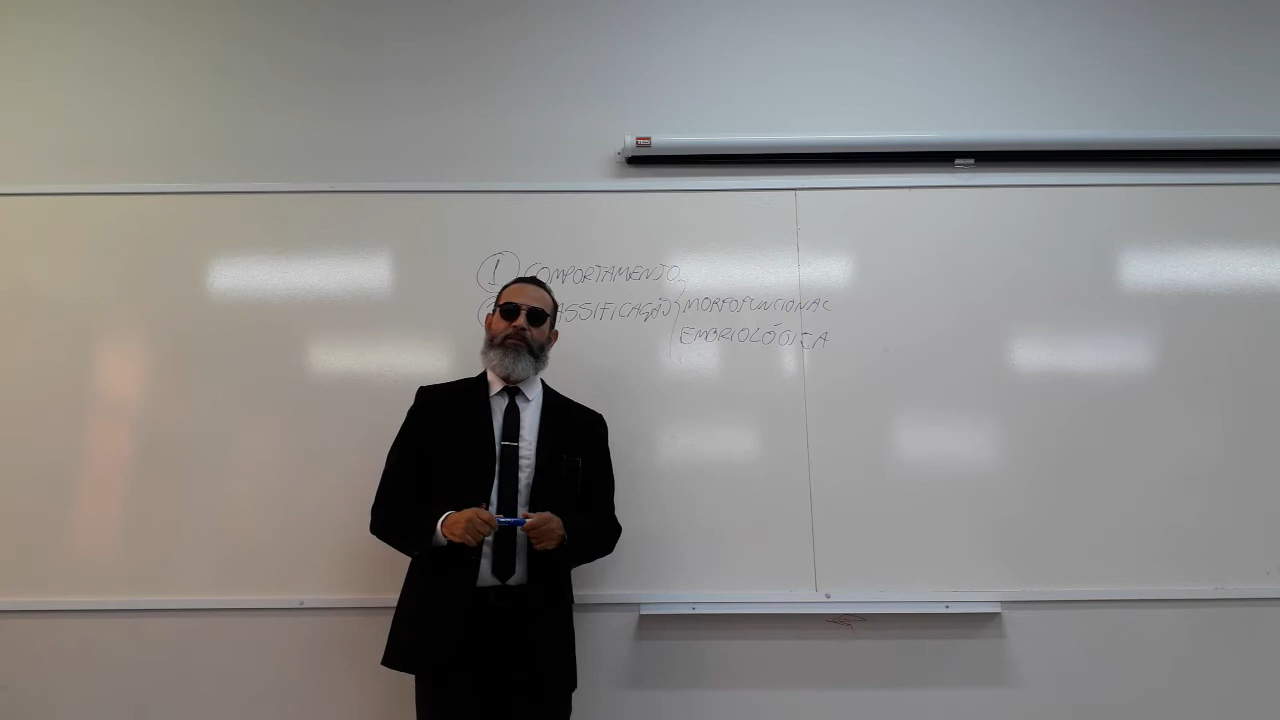 ① COMPORTAMENTO
ASSIFICAÇÃO
MORFOFUNCIONAL
EMBRIOLÓGICA